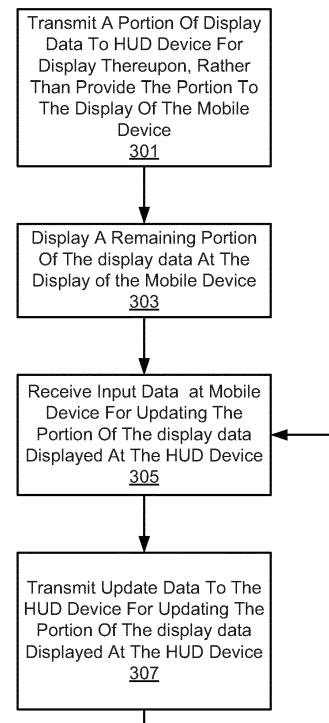 Transmit A Portion Of Display
Data To HUD Device For
Display Thereupon, Rather
Than Provide The Portion To
The Display Of The Mobile
Device
301
Display A Remaining Portion
Of The display data At The
Display of the Mobile Device
303
Receive Input Data at Mobile
Device For Updating The
Portion Of The display data
Displayed At The HUD Device
305
Transmit Update Data To The
HUD Device For Updating The
Portion Of The display data
Displayed At The HUD Device
307